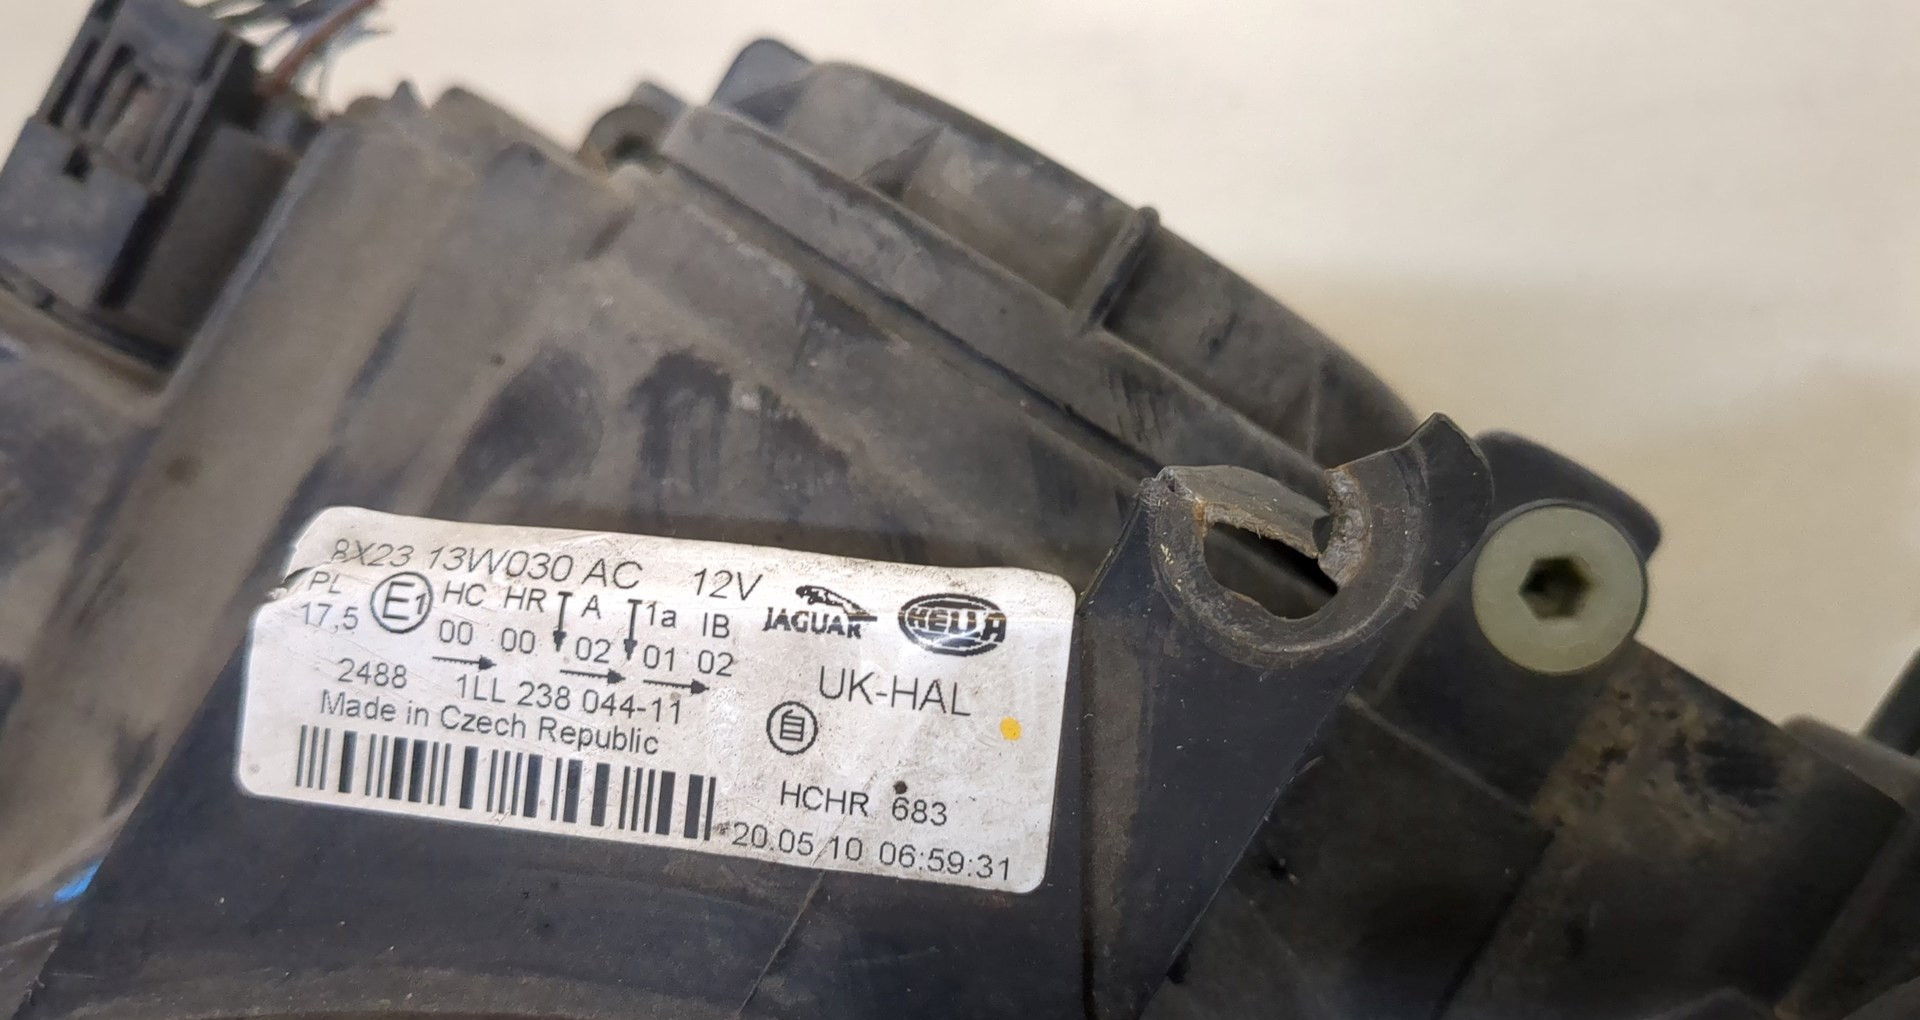 8X23 13W030 AC 12V
PL E1 HC HR A 1a IB JAGUAR HELLA
17,5 00 00 02 01 02
2488 1LL 238 044-11 UK-HAL
Made in Czech Republic
自
HCHR 683
20.05.10 06:59:31